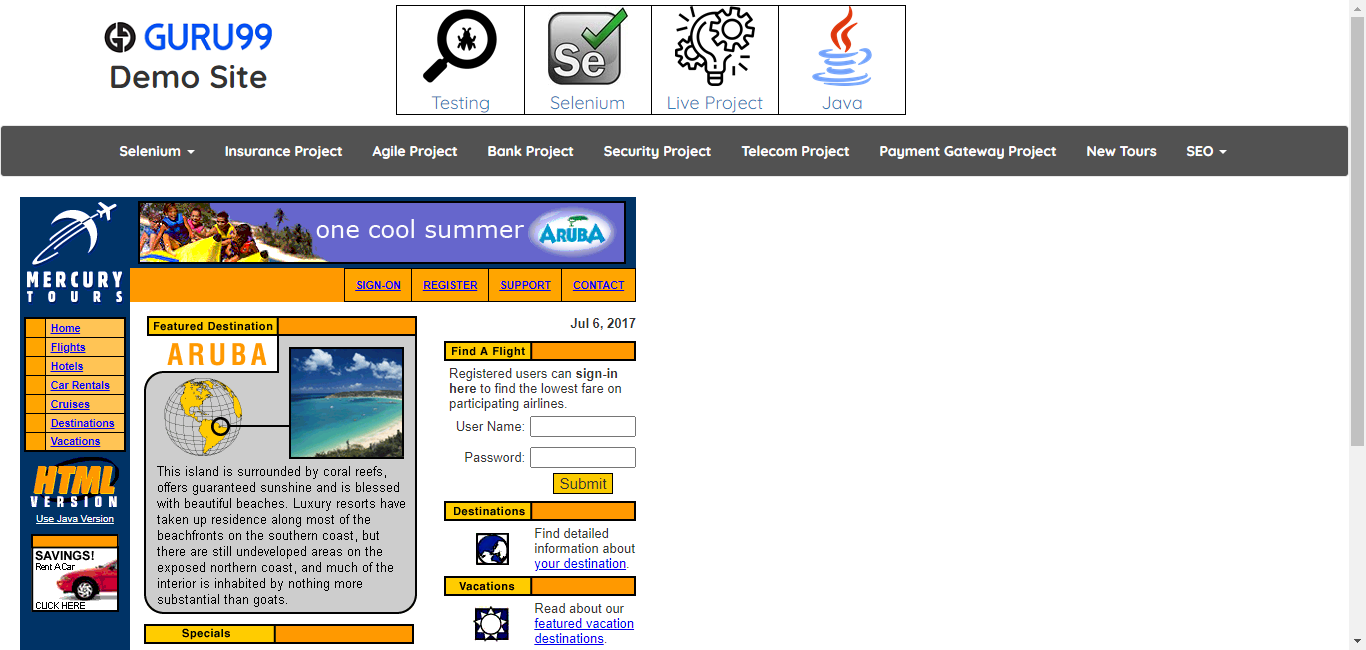 GURU99
Demo Site
Testing
Selenium
Live Project
Java
Se
Selenium
Insurance Project
Agile Project
Bank Project
Security Project
Telecom Project
Payment Gateway Project
New Tours
SEO
MERCURY
TOURS
one cool summer
ARUBA
SIGN-ON
REGISTER
SUPPORT
CONTACT
Home
Flights
Hotels
Car Rentals
Cruises
Destinations
Vacations
HTML
VERSION
Use Java Version
SAVINGS!
Rent A Car
CLICK HERE
Featured Destination
ARUBA
This island is surrounded by coral reefs,
offers guaranteed sunshine and is blessed
with beautiful beaches. Luxury resorts have
taken up residence along most of the
beachfronts on the southern coast, but
there are still undeveloped areas on the
exposed northern coast, and much of the
interior is inhabited by nothing more
substantial than goats.
Specials
Jul 6, 2017
Find A Flight
Registered users can sign-in
here to find the lowest fare on
participating airlines.
User Name:
Password:
Submit
Destinations
Find detailed
information about
your destination.
Vacations
Read about our
featured vacation
destinations.